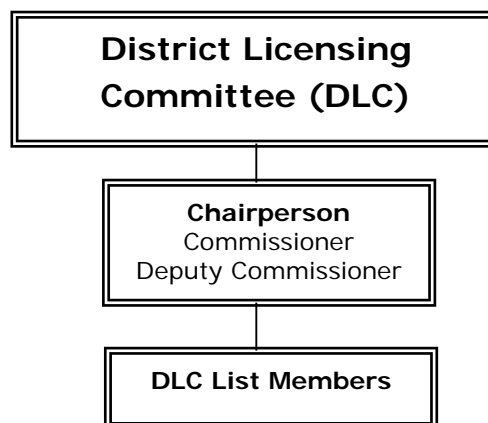 District Licensing
Committee (DLC)
Chairperson
Commissioner
Deputy Commissioner
DLC List Members